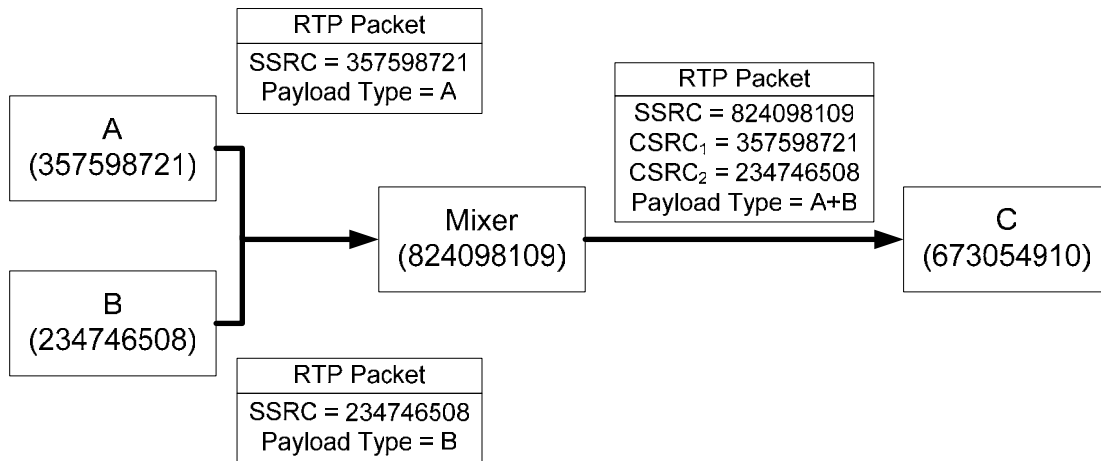 RTP Packet
SSRC = 357598721
Payload Type = A
A
(357598721)
RTP Packet
SSRC = 824098109
CSRC₁ = 357598721
CSRC₂ = 234746508
Payload Type = A+B
Mixer
(824098109)
C
(673054910)
B
(234746508)
RTP Packet
SSRC = 234746508
Payload Type = B